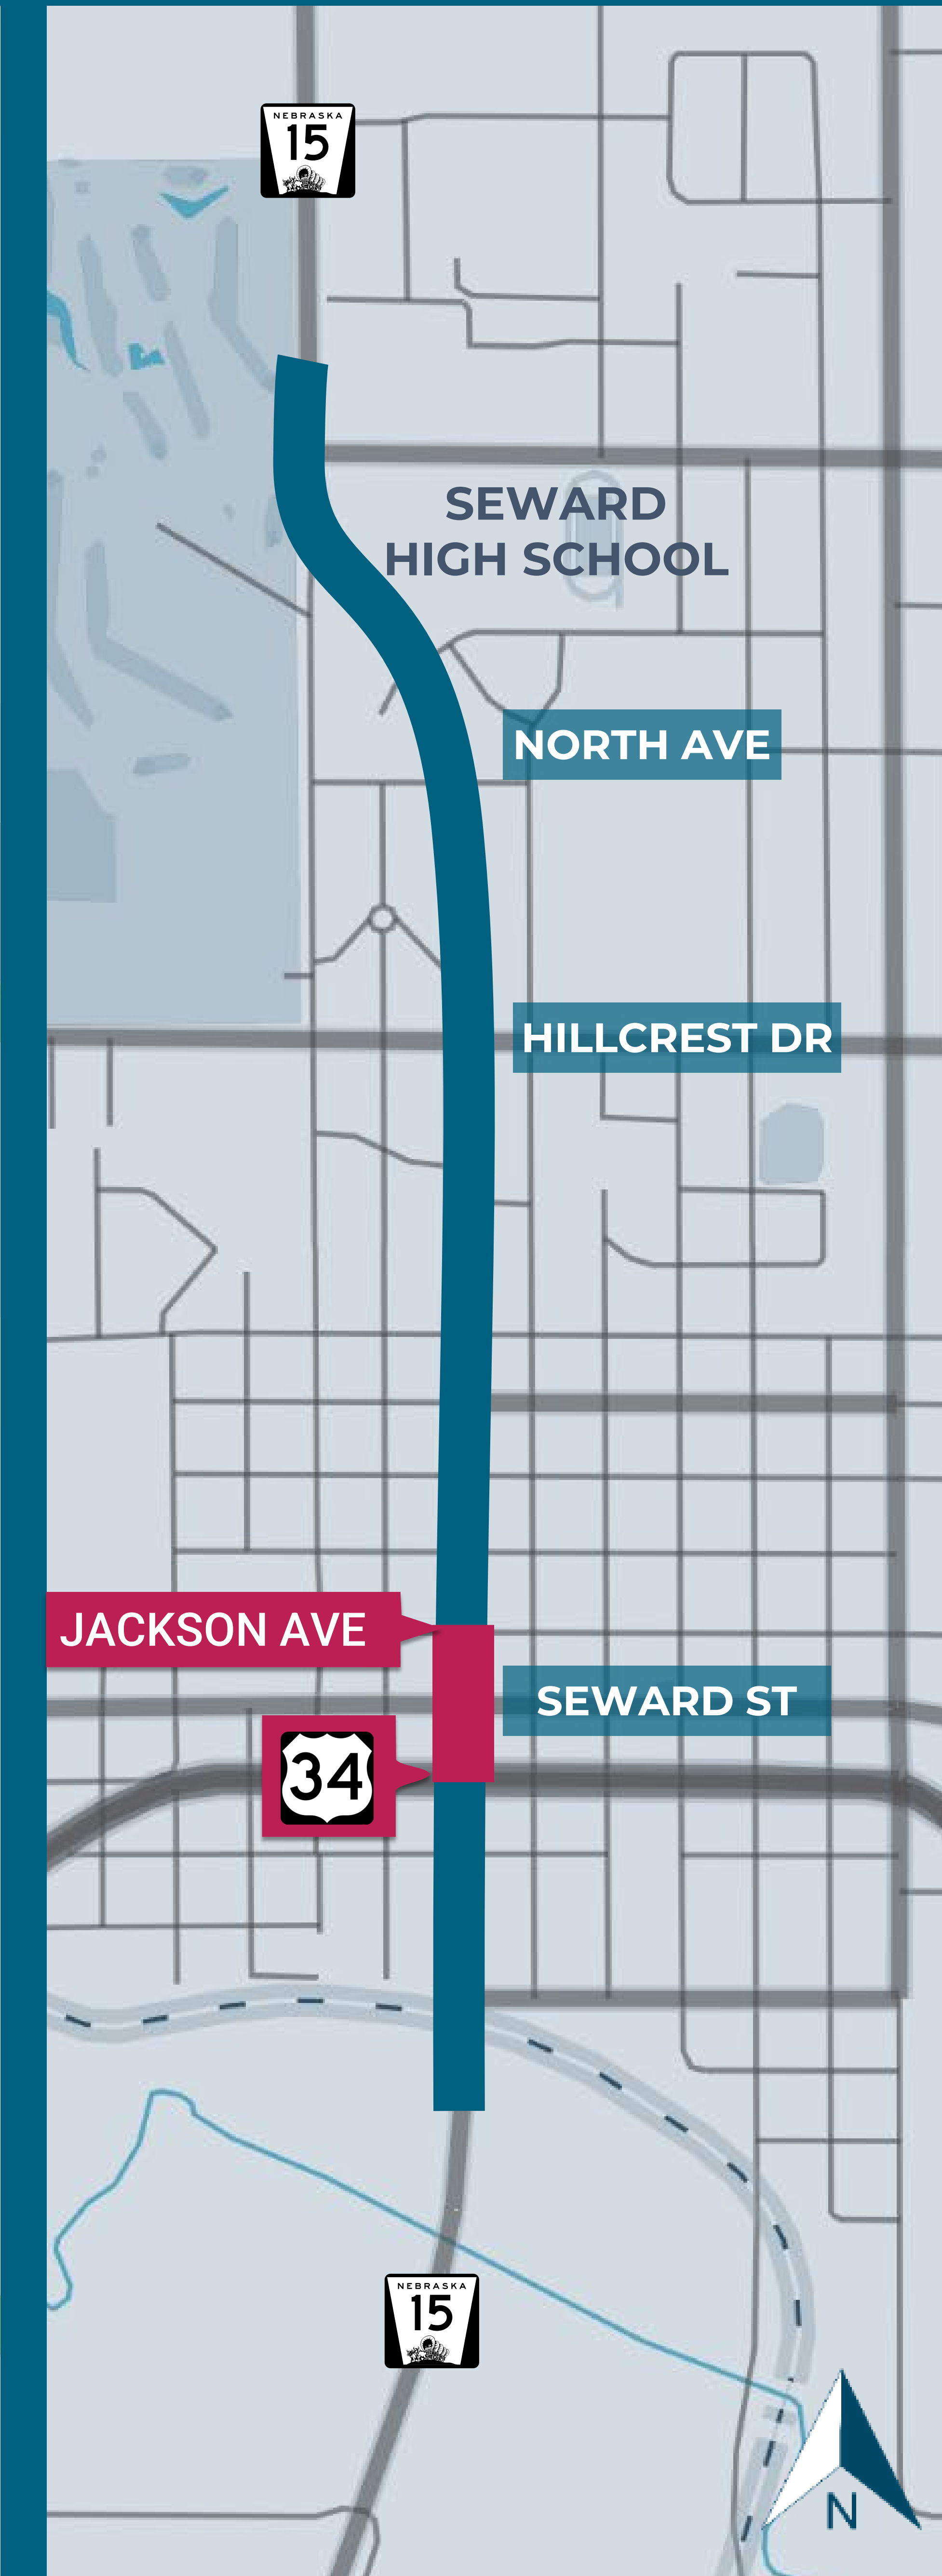 NEBRASKA
15
SEWARD
HIGH SCHOOL
NORTH AVE
HILLCREST DR
JACKSON AVE
SEWARD ST
34
NEBRASKA
15
N